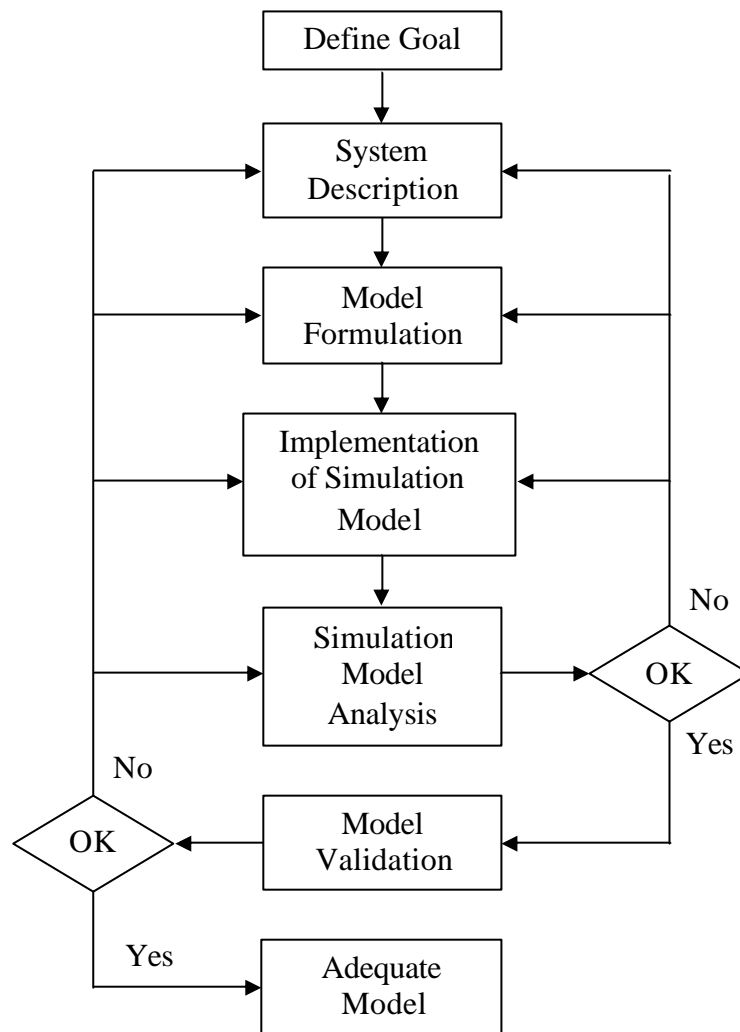 Define Goal
System
Description
Model
Formulation
Implementation
of Simulation
Model
Simulation
Model
Analysis
No
OK
Yes
No
Model
Validation
OK
Yes
Adequate
Model